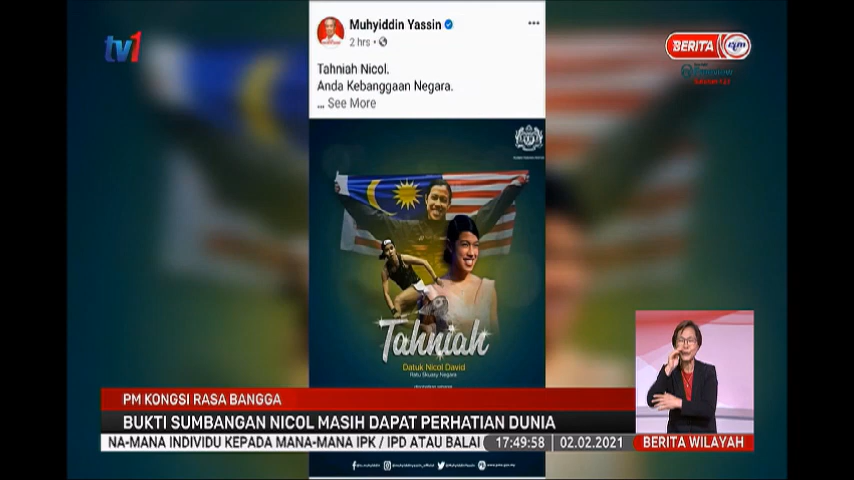 tv1
Muhyiddin Yassin
2 hrs
BERITA rtm
Tahniah Nicol.
Anda Kebanggaan Negara.
... See More
Tahniah
Datuk Nicol David
Ratu Skuasy Negara
PM KONGSI RASA BANGGA
BUKTI SUMBANGAN NICOL MASIH DAPAT PERHATIAN DUNIA
NA-MANA INDIVIDU KEPADA MANA-MANA IPK / IPD ATAU BALAI
17:49:58
02.02.2021
BERITA WILAYAH